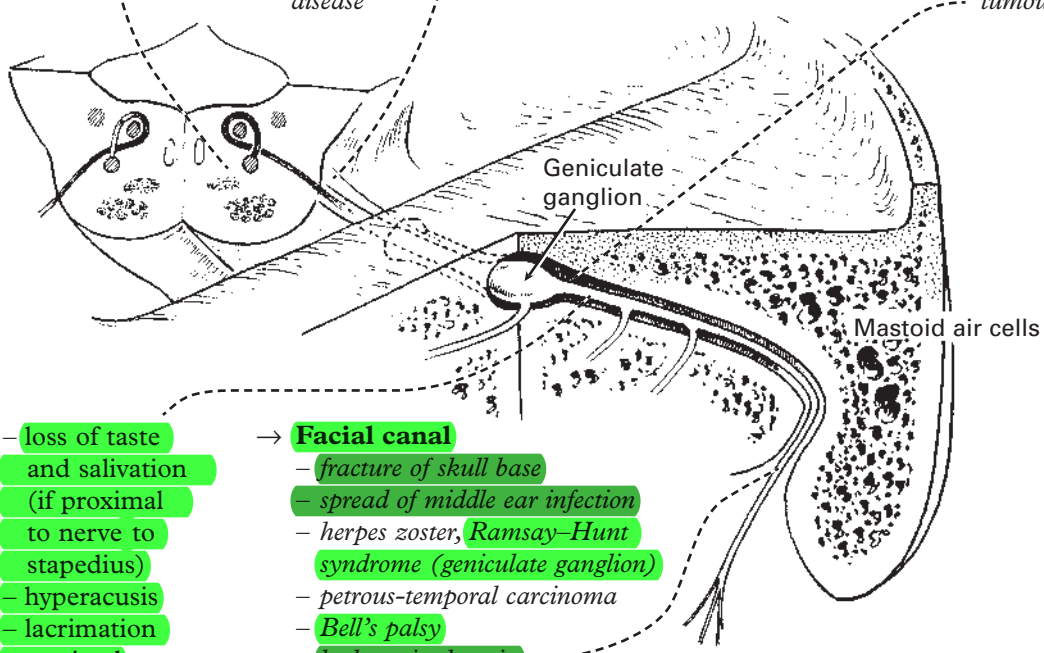 disease
Geniculate
ganglion
Mastoid air cells
– loss of taste
and salivation
(if proximal
to nerve to
stapedius)
– hyperacusis
– lacrimation
→ Facial canal
– fracture of skull base
– spread of middle ear infection
– herpes zoster, Ramsay–Hunt
syndrome (geniculate ganglion)
– petrous-temporal carcinoma
– Bell's palsy